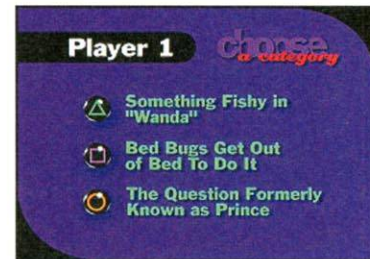 Player 1
choose
a category
Something Fishy in
"Wanda"
Bed Bugs Get Out
of Bed To Do It
The Question Formerly
Known as Prince